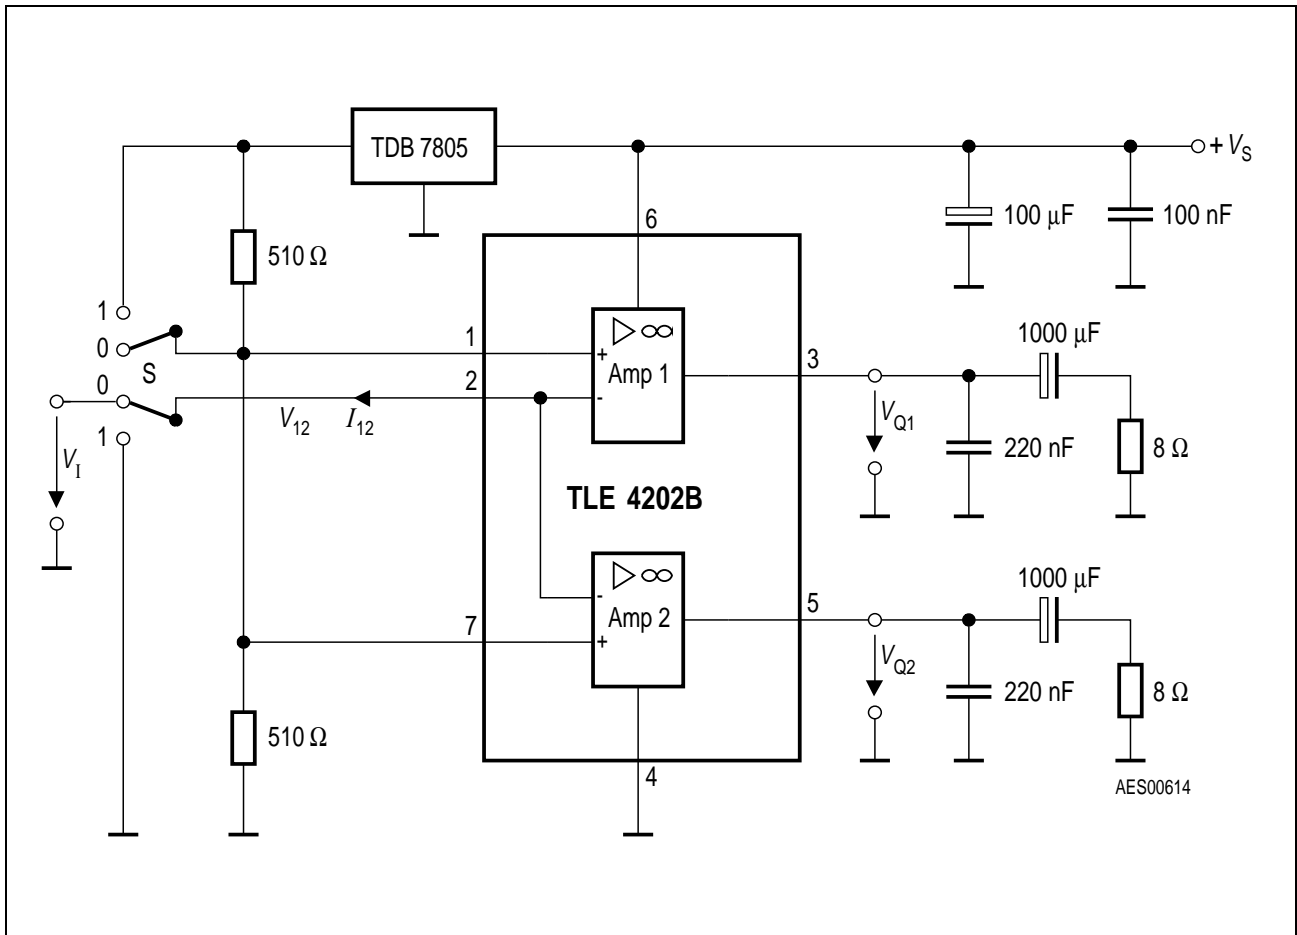 TDB 7805
+ VS
6
100 μF
100 nF
510 Ω
1
0
S
0
1
VI
1
2
V12
I12
+
Amp 1
-
3
1000 μF
VQ1
220 nF
8 Ω
TLE 4202B
-
Amp 2
+
7
5
1000 μF
VQ2
220 nF
8 Ω
510 Ω
4
AES00614